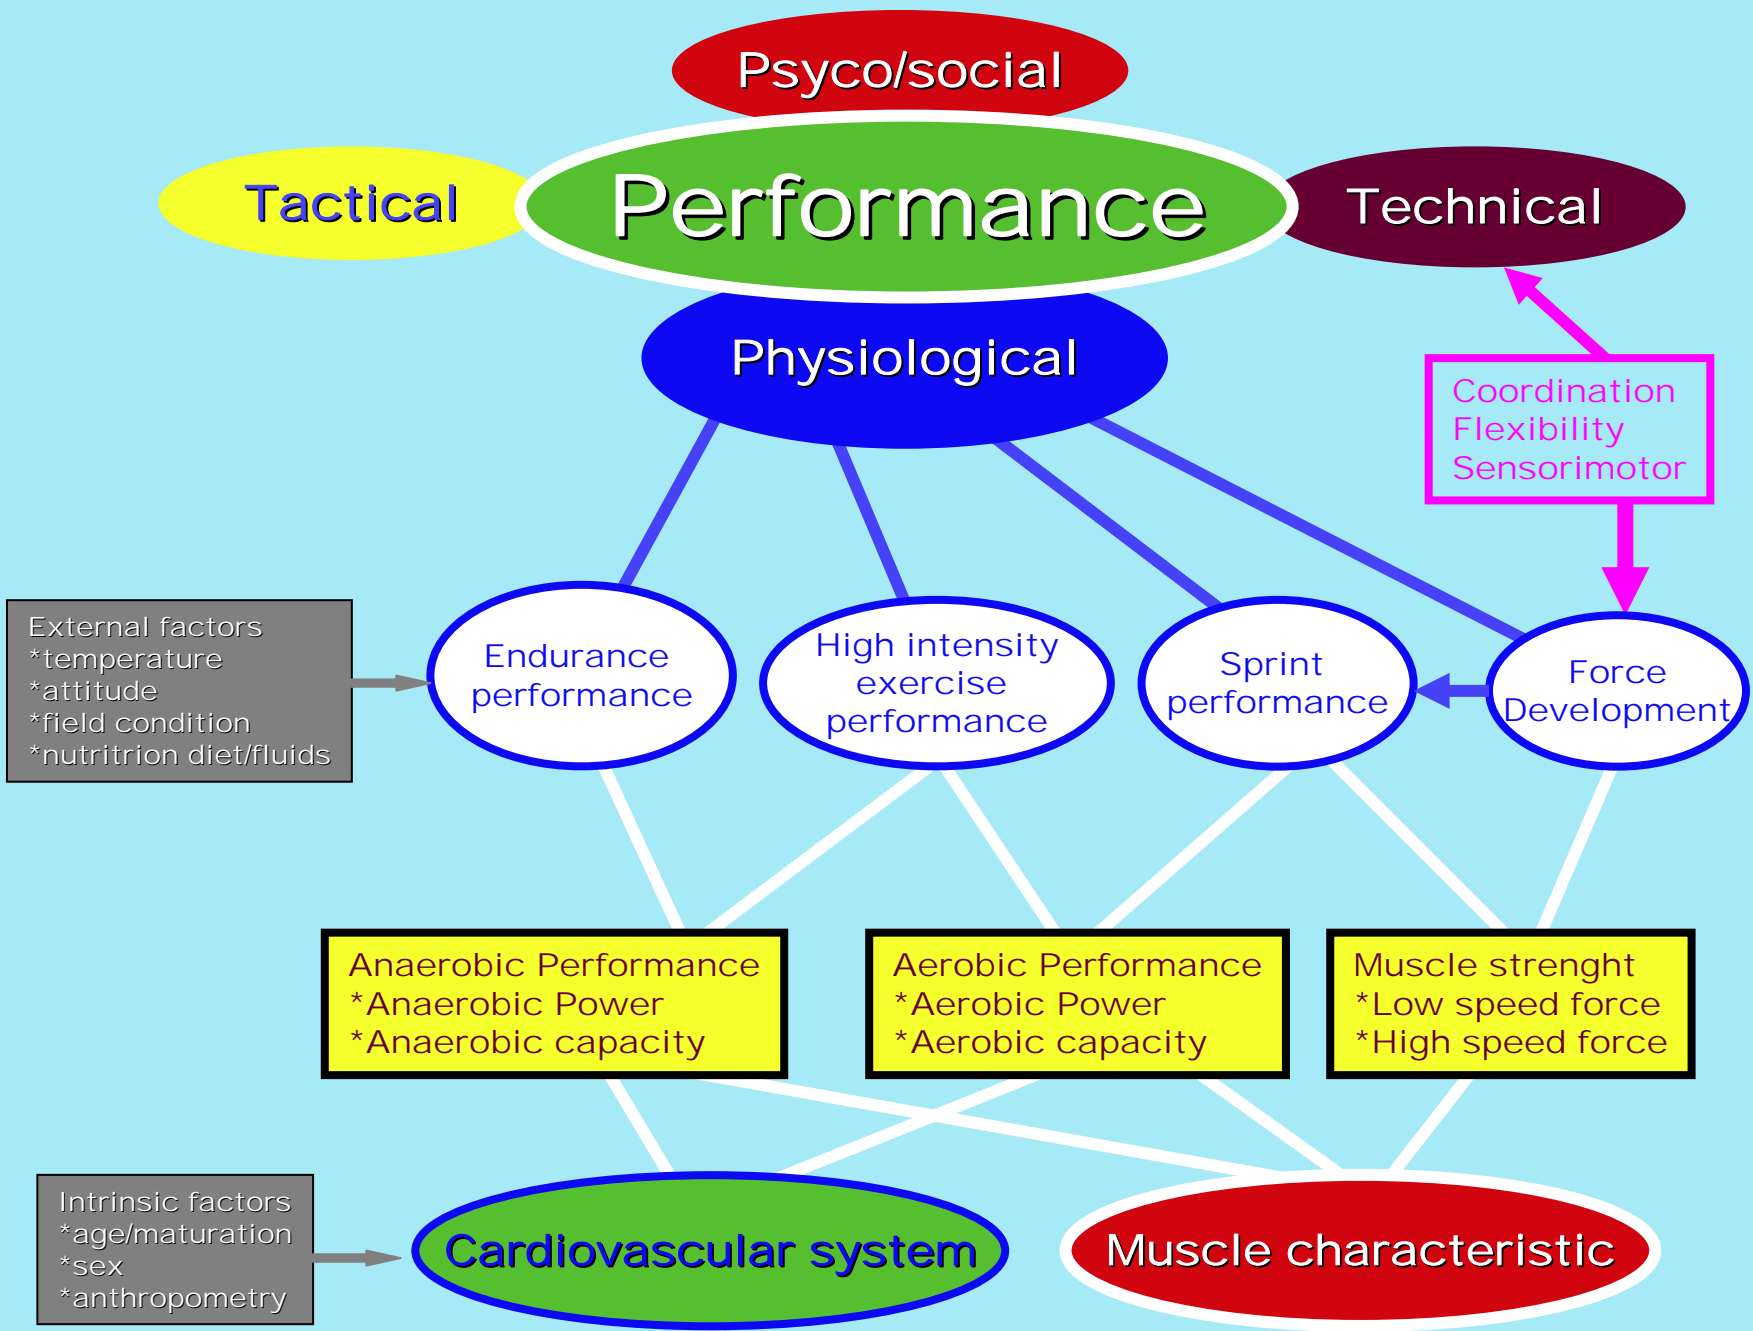 Psyco/social
Tactical
Performance
Technical
Physiological
Coordination
Flexibility
Sensorimotor
External factors
*temperature
*attitude
*field condition
*nutritrion diet/fluids
Endurance
performance
High intensity
exercise
performance
Sprint
performance
Force
Development
Anaerobic Performance
*Anaerobic Power
*Anaerobic capacity
Aerobic Performance
*Aerobic Power
*Aerobic capacity
Muscle strenght
*Low speed force
*High speed force
Intrinsic factors
*age/maturation
*sex
*anthropometry
Cardiovascular system
Muscle characteristic